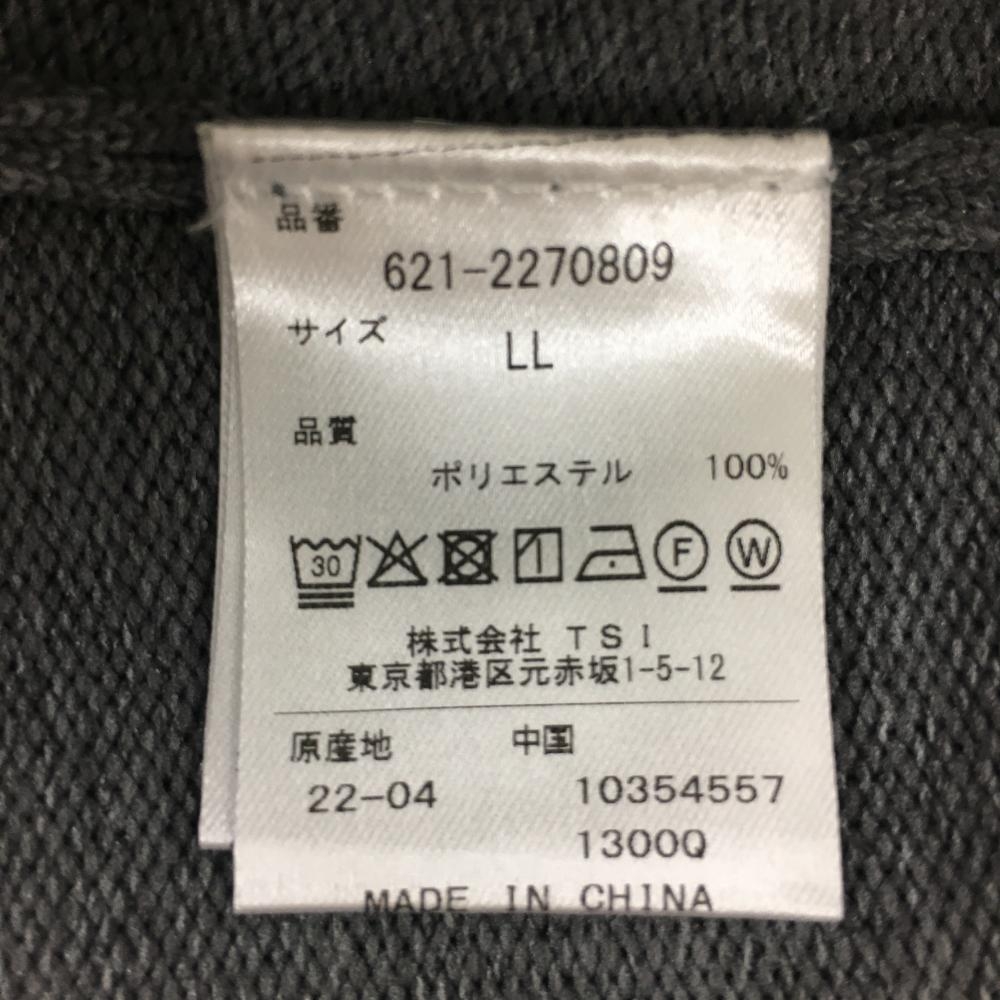 品番
621-2270809
サイズ
LL
品質
ポリエステル 100%
30 F W
株式会社 TSI
東京都港区元赤坂1-5-12
原産地 中国
22-04 10354557
1300Q
MADE IN CHINA